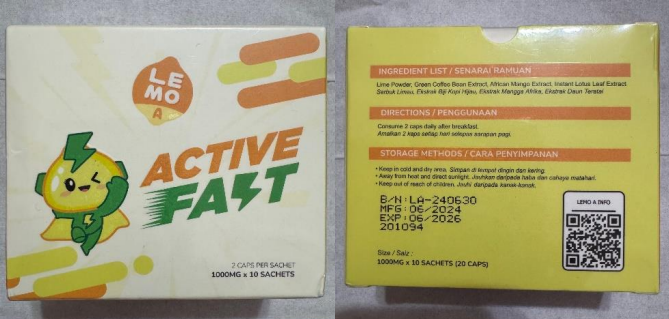 LE
MO
A
ACTIVE
FAST
2 CAPS PER SACHET
1000MG x 10 SACHETS
INGREDIENT LIST / SENARAI RAMUAN
Lime Powder, Green Coffee Bean Extract, African Mango Extract, Instant Lotus Leaf Extract.
Serbuk Limau, Ekstrak Biji Kopi Hijau, Ekstrak Mangga Afrika, Ekstrak Daun Teratai
DIRECTIONS / PENGGUNAAN
Consume 2 caps daily after breakfast.
Amalkan 2 kaps setiap hari selepas sarapan pagi.
STORAGE METHODS / CARA PENYIMPANAN
• Keep in cold and dry area. Simpan di tempat dingin dan kering.
• Away from heat and direct sunlight. Jauhkan daripada haba dan cahaya matahari.
• Keep out of reach of children. Jauhi daripada kanak-kanak.
B/N: LA-240630
MFG: 06/2024
EXP: 06/2026
201094
LEMO A INFO
Size / Saiz :
1000MG x 10 SACHETS (20 CAPS)